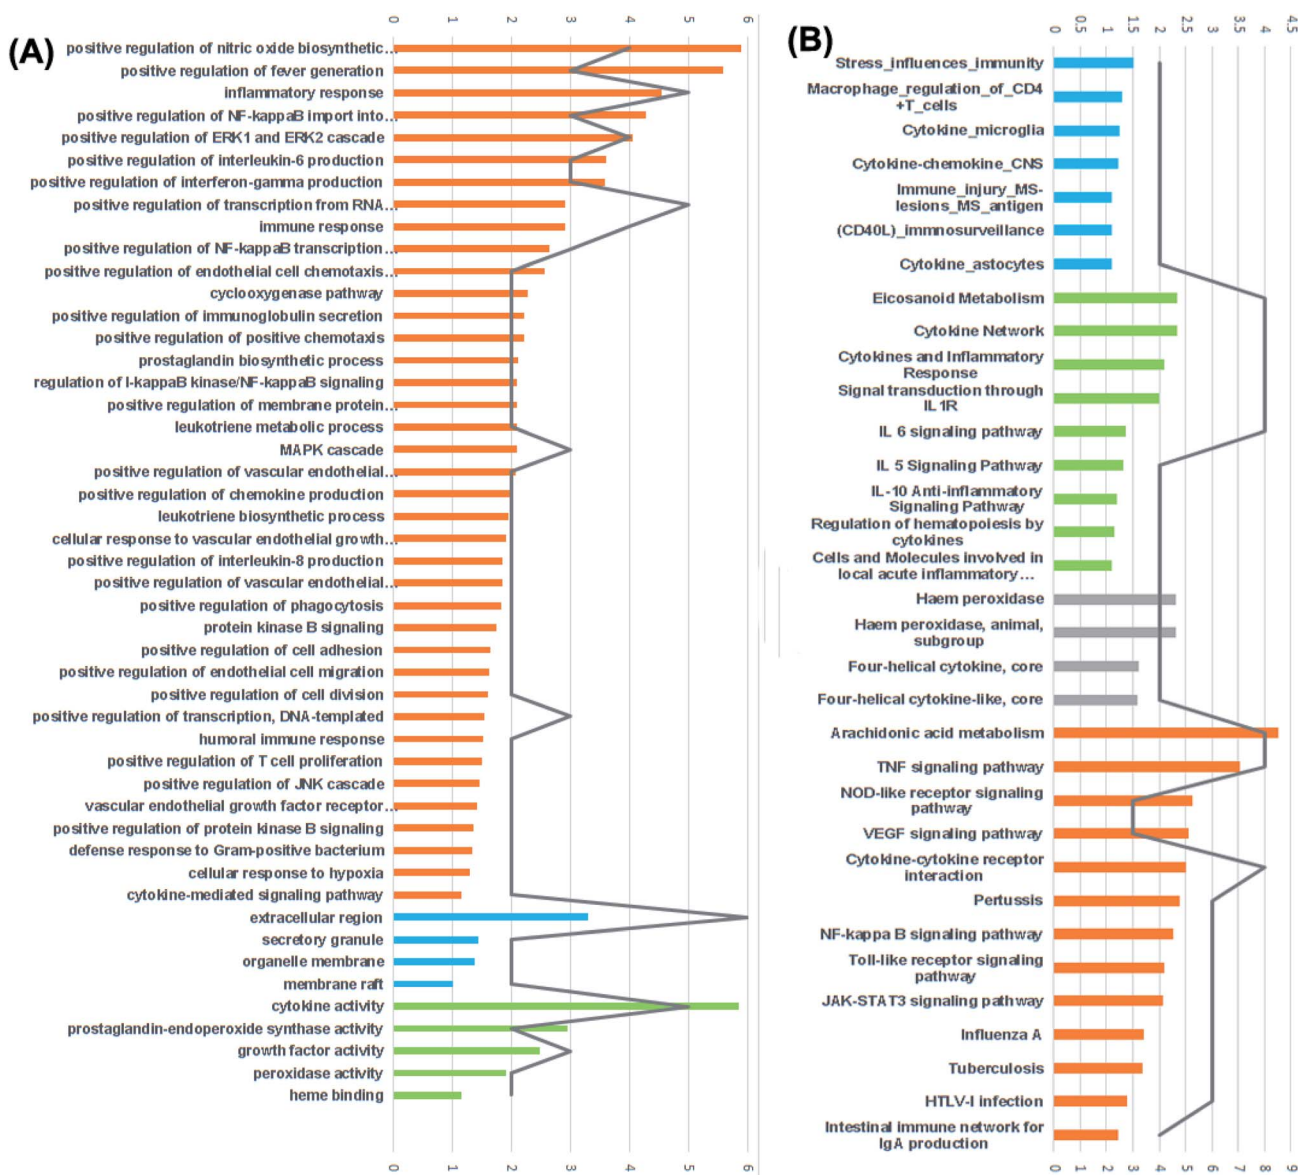 (A)
0 1 2 3 4 5 6
positive regulation of nitric oxide biosynthetic...
positive regulation of fever generation
inflammatory response
positive regulation of NF-kappaB import into...
positive regulation of ERK1 and ERK2 cascade
positive regulation of interleukin-6 production
positive regulation of interferon-gamma production
positive regulation of transcription from RNA...
immune response
positive regulation of NF-kappaB transcription...
positive regulation of endothelial cell chemotaxis...
cyclooxygenase pathway
positive regulation of immunoglobulin secretion
positive regulation of positive chemotaxis
prostaglandin biosynthetic process
regulation of I-kappaB kinase/NF-kappaB signaling
positive regulation of membrane protein...
leukotriene metabolic process
MAPK cascade
positive regulation of vascular endothelial...
positive regulation of chemokine production
leukotriene biosynthetic process
cellular response to vascular endothelial growth...
positive regulation of interleukin-8 production
positive regulation of vascular endothelial...
positive regulation of phagocytosis
protein kinase B signaling
positive regulation of cell adhesion
positive regulation of endothelial cell migration
positive regulation of cell division
positive regulation of transcription, DNA-templated
humoral immune response
positive regulation of T cell proliferation
positive regulation of JNK cascade
vascular endothelial growth factor receptor...
positive regulation of protein kinase B signaling
defense response to Gram-positive bacterium
cellular response to hypoxia
cytokine-mediated signaling pathway
extracellular region
secretory granule
organelle membrane
membrane raft
cytokine activity
prostaglandin-endoperoxide synthase activity
growth factor activity
peroxidase activity
heme binding
0 1 2 3 4 5 6
(B)
0 0.5 1 1.5 2 2.5 3 3.5 4 4.5
Stress_influences_immunity
Macrophage_regulation_of_CD4
+T_cells
Cytokine_microglia
Cytokine-chemokine_CNS
Immune_injury_MS-
lesions_MS_antigen
(CD40L)_immnosurveillance
Cytokine_astocytes
Eicosanoid Metabolism
Cytokine Network
Cytokines and Inflammatory
Response
Signal transduction through
IL1R
IL 6 signaling pathway
IL 5 Signaling Pathway
IL-10 Anti-inflammatory
Signaling Pathway
Regulation of hematopoiesis by
cytokines
Cells and Molecules involved in
local acute inflammatory...
Haem peroxidase
Haem peroxidase, animal,
subgroup
Four-helical cytokine, core
Four-helical cytokine-like, core
Arachidonic acid metabolism
TNF signaling pathway
NOD-like receptor signaling
pathway
VEGF signaling pathway
Cytokine-cytokine receptor
interaction
Pertussis
NF-kappa B signaling pathway
Toll-like receptor signaling
pathway
JAK-STAT3 signaling pathway
Influenza A
Tuberculosis
HTLV-I infection
Intestinal immune network for
IgA production
0 1 2 3 4 5 6 7 8 9